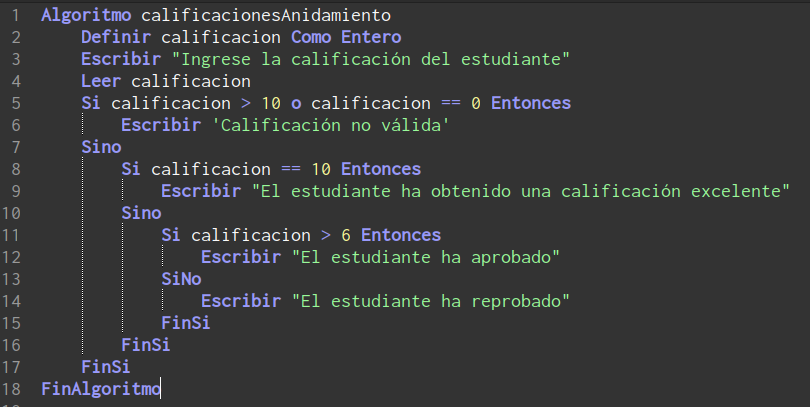 1 Algoritmo calificacionesAnidamiento
2 Definir calificacion Como Entero
3 Escribir "Ingrese la calificación del estudiante"
4 Leer calificacion
5 Si calificacion > 10 o calificacion == 0 Entonces
6 Escribir 'Calificación no válida'
7 Sino
8 Si calificacion == 10 Entonces
9 Escribir "El estudiante ha obtenido una calificación excelente"
10 Sino
11 Si calificacion > 6 Entonces
12 Escribir "El estudiante ha aprobado"
13 SiNo
14 Escribir "El estudiante ha reprobado"
15 FinSi
16 FinSi
17 FinSi
18 FinAlgoritmo